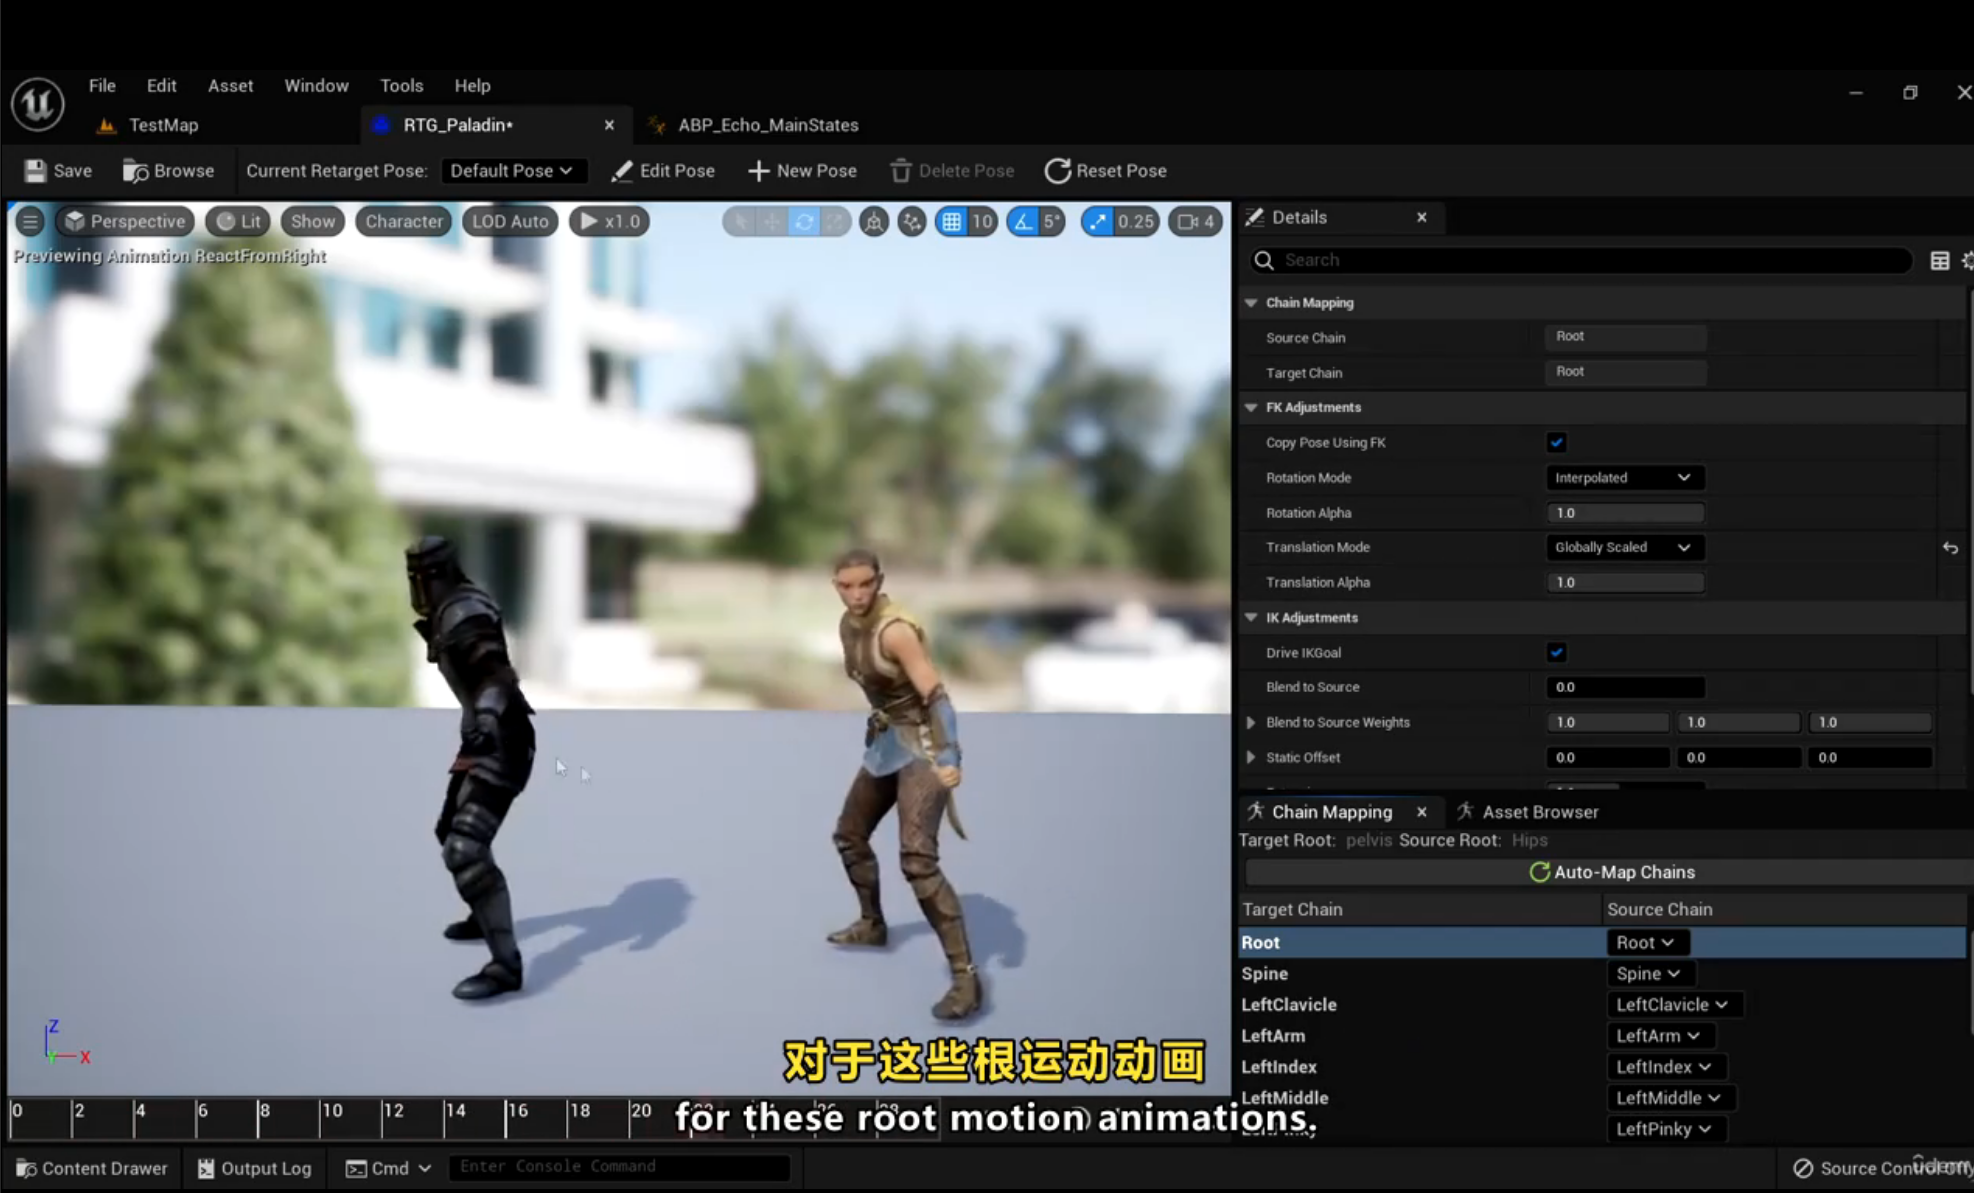 File Edit Asset Window Tools Help
TestMap RTG_Paladin* ABP_Echo_MainStates
Save Browse Current Retarget Pose: Default Pose Edit Pose New Pose Delete Pose Reset Pose
Perspective Lit Show Character LOD Auto x1.0 10 5° 0.25 4
Previewing Animation ReactFromRight
Details
Search
Chain Mapping
Source Chain Root
Target Chain Root
FK Adjustments
Copy Pose Using FK
Rotation Mode Interpolated
Rotation Alpha 1.0
Translation Mode Globally Scaled
Translation Alpha 1.0
IK Adjustments
Drive IKGoal
Blend to Source 0.0
Blend to Source Weights 1.0 1.0 1.0
Static Offset 0.0 0.0 0.0
Chain Mapping Asset Browser
Target Root: pelvis Source Root: Hips
Auto-Map Chains
Target Chain Source Chain
Root Root
Spine Spine
LeftClavicle LeftClavicle
LeftArm LeftArm
LeftIndex LeftIndex
LeftMiddle LeftMiddle
LeftPinky
Z
X
对于这些根运动动画
for these root motion animations.
0 2 4 6 8 10 12 14 16 18 20
Content Drawer Output Log Cmd Enter Console Command Source Control Off